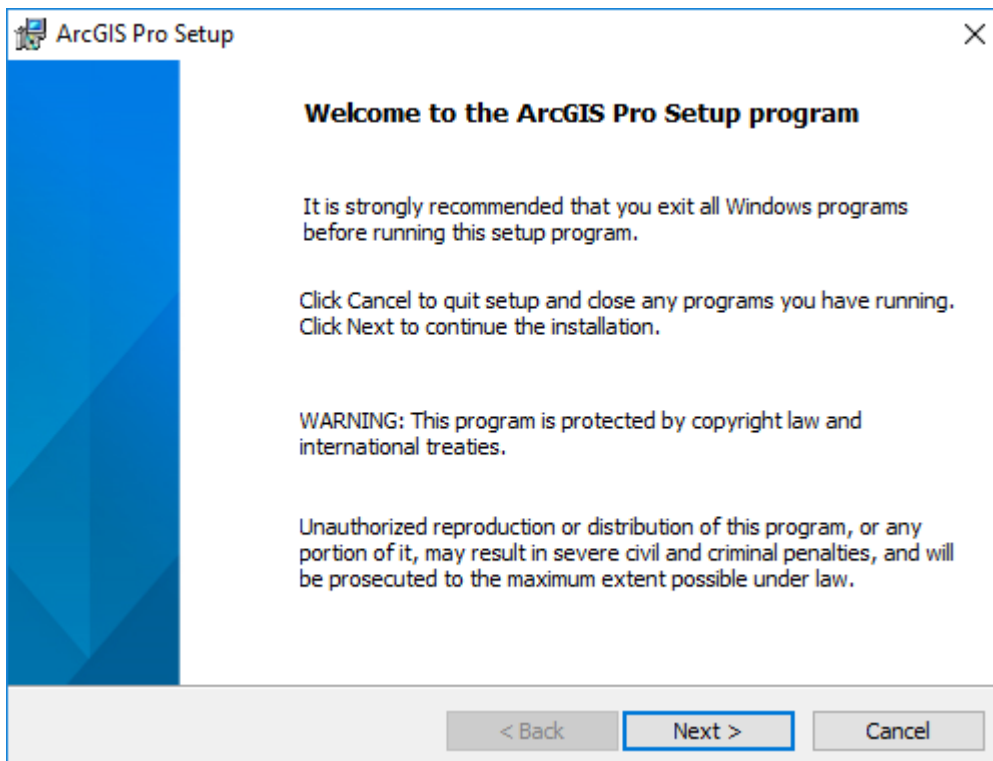 ArcGIS Pro Setup
Welcome to the ArcGIS Pro Setup program
It is strongly recommended that you exit all Windows programs
before running this setup program.
Click Cancel to quit setup and close any programs you have running.
Click Next to continue the installation.
WARNING: This program is protected by copyright law and
international treaties.
Unauthorized reproduction or distribution of this program, or any
portion of it, may result in severe civil and criminal penalties, and will
be prosecuted to the maximum extent possible under law.
< Back
Next >
Cancel